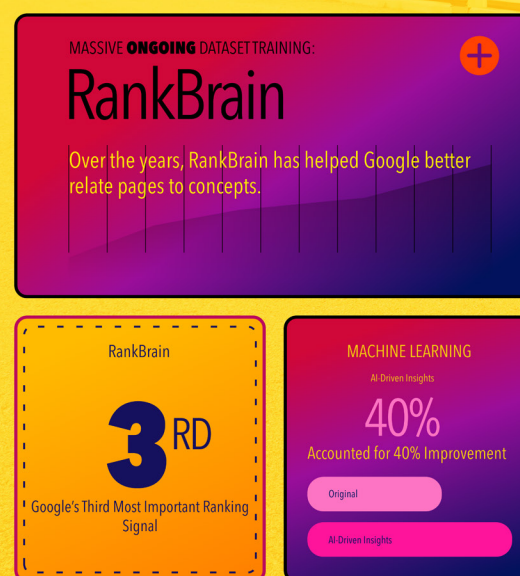 MASSIVE ONGOING DATASET TRAINING:
RankBrain
Over the years, RankBrain has helped Google better
relate pages to concepts.
RankBrain
3RD
Google's Third Most Important Ranking
Signal
MACHINE LEARNING
AI-Driven Insights
40%
Accounted for 40% Improvement
Original
AI-Driven Insights